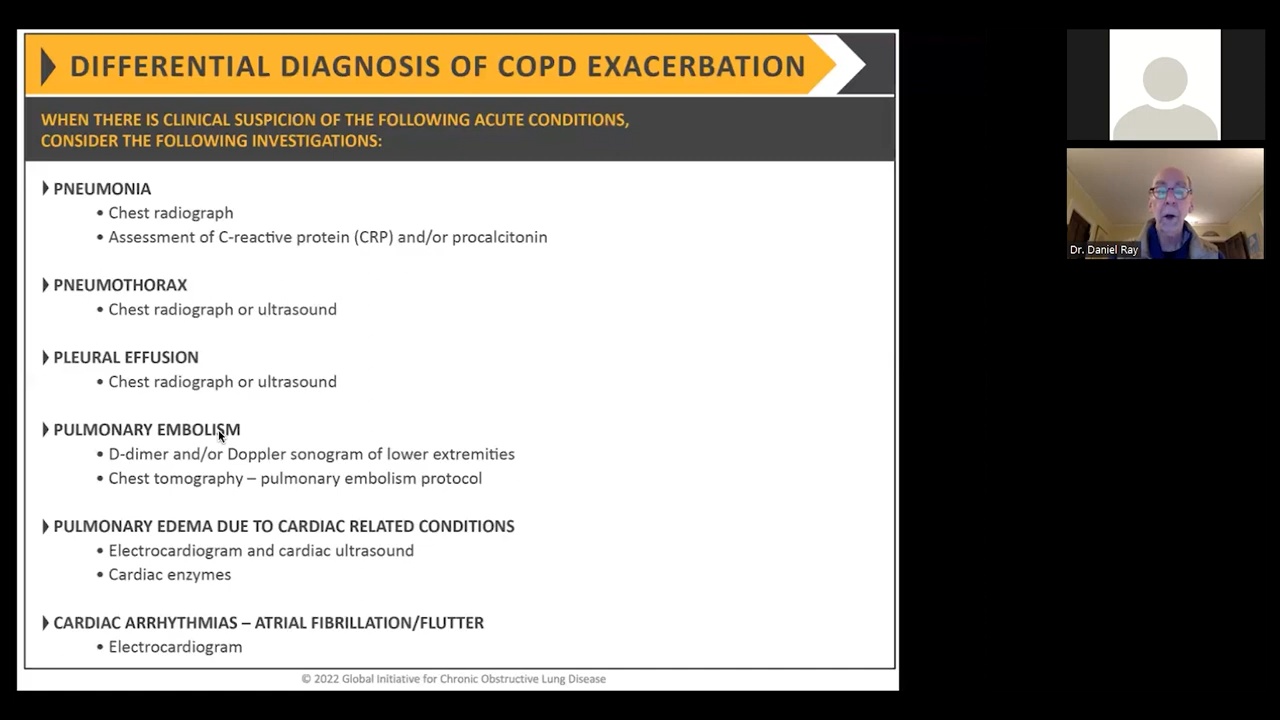 DIFFERENTIAL DIAGNOSIS OF COPD EXACERBATION
WHEN THERE IS CLINICAL SUSPICION OF THE FOLLOWING ACUTE CONDITIONS,
CONSIDER THE FOLLOWING INVESTIGATIONS:
PNEUMONIA
• Chest radiograph
• Assessment of C-reactive protein (CRP) and/or procalcitonin
PNEUMOTHORAX
• Chest radiograph or ultrasound
PLEURAL EFFUSION
• Chest radiograph or ultrasound
PULMONARY EMBOLISM
• D-dimer and/or Doppler sonogram of lower extremities
• Chest tomography – pulmonary embolism protocol
PULMONARY EDEMA DUE TO CARDIAC RELATED CONDITIONS
• Electrocardiogram and cardiac ultrasound
• Cardiac enzymes
CARDIAC ARRHYTHMIAS – ATRIAL FIBRILLATION/FLUTTER
• Electrocardiogram
© 2022 Global Initiative for Chronic Obstructive Lung Disease
Dr. Daniel Ray